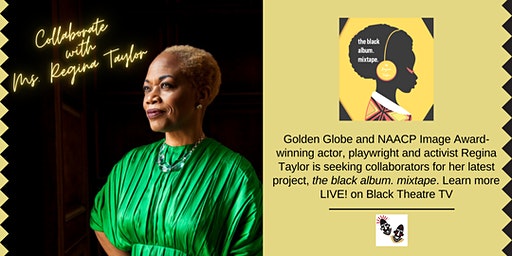 Collaborate
with
Ms. Regina Taylor
the black
album.
mixtape.
Golden Globe and NAACP Image Award-
winning actor, playwright and activist Regina
Taylor is seeking collaborators for her latest
project, the black album. mixtape. Learn more
LIVE! on Black Theatre TV